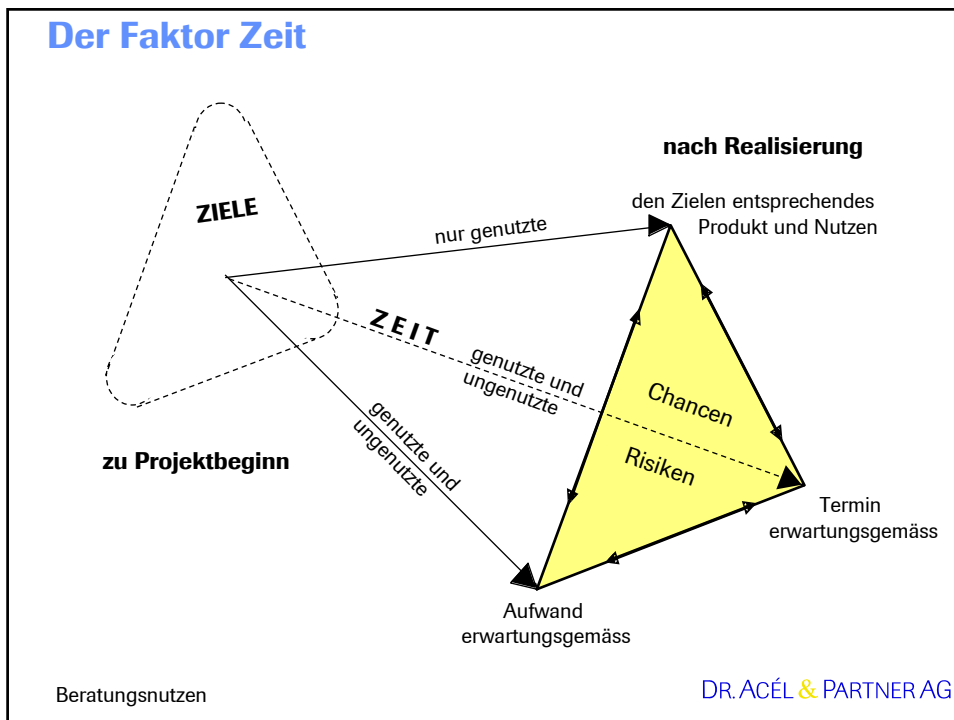 Der Faktor Zeit
nach Realisierung
den Zielen entsprechendes
Produkt und Nutzen
ZIELE
nur genutzte
ZEIT
genutzte und
ungenutzte
genutzte und
ungenutzte
Chancen
Risiken
zu Projektbeginn
Termin
erwartungsgemäss
Aufwand
erwartungsgemäss
Beratungsnutzen
DR. ACÉL & PARTNER AG